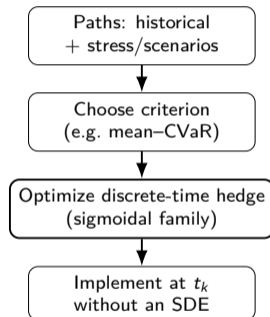 Paths: historical
+ stress/scenarios
Choose criterion
(e.g. mean–CVaR)
Optimize discrete-time hedge
(sigmoidal family)
Implement at tₖ
without an SDE